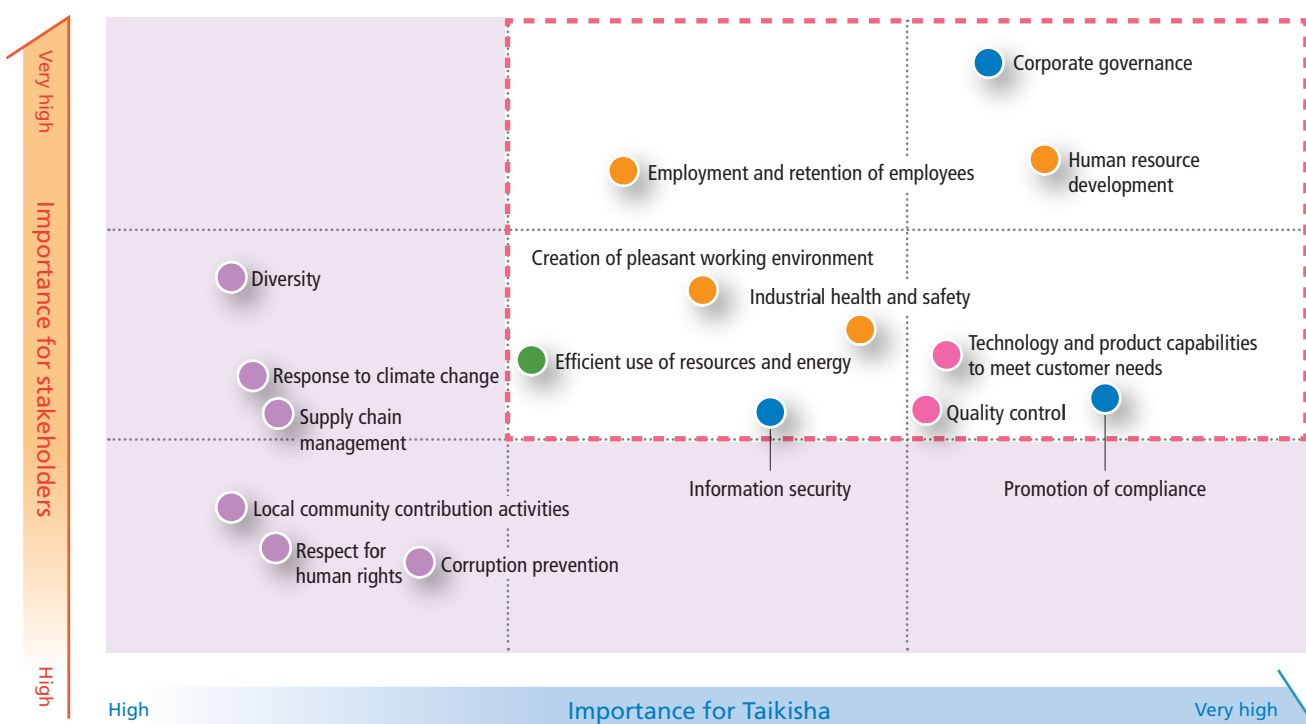 Very high
Importance for stakeholders
High
Corporate governance
Human resource
development
Employment and retention of employees
Creation of pleasant working environment
Diversity
Industrial health and safety
Technology and product capabilities
to meet customer needs
Efficient use of resources and energy
Response to climate change
Supply chain
management
Quality control
Information security
Promotion of compliance
Local community contribution activities
Respect for
human rights
Corruption prevention
High
Importance for Taikisha
Very high